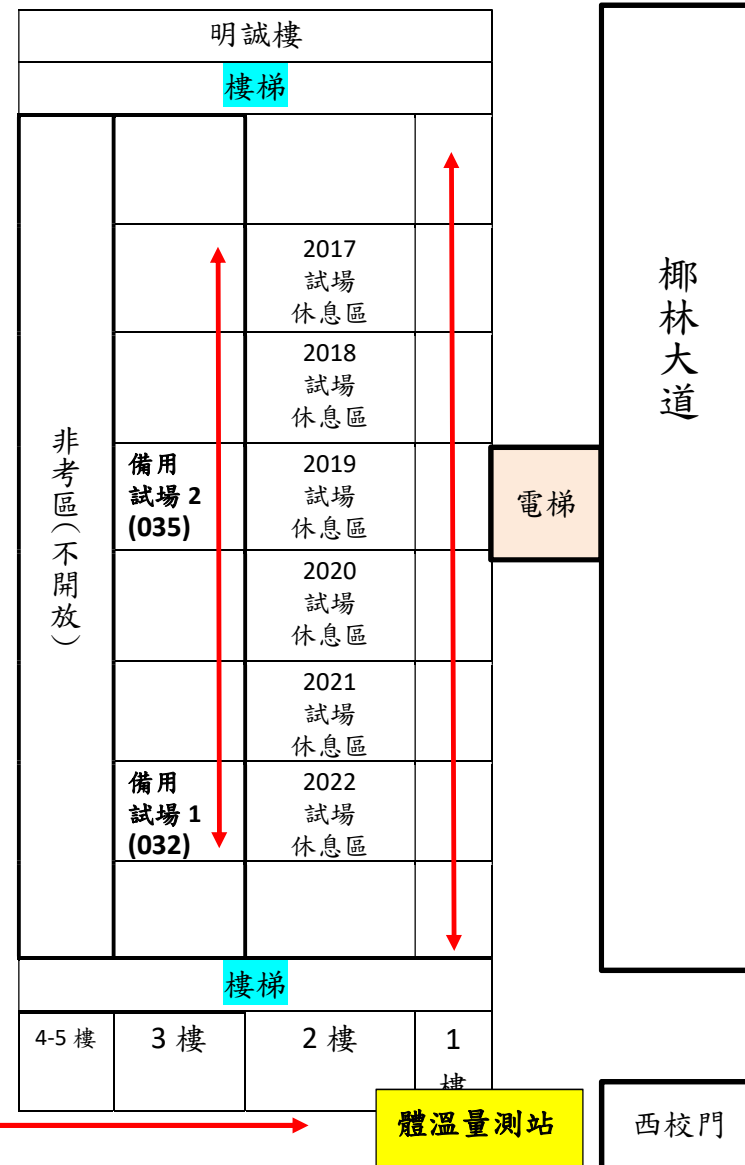 明誠樓
樓梯
2017
試場
休息區
2018
試場
休息區
備用
試場 2
(035)
2019
試場
休息區
電梯
椰林大道
非考區(不開放)
2020
試場
休息區
2021
試場
休息區
備用
試場 1
(032)
2022
試場
休息區
樓梯
4-5 樓
3 樓
2 樓
1
樓
體溫量測站
西校門